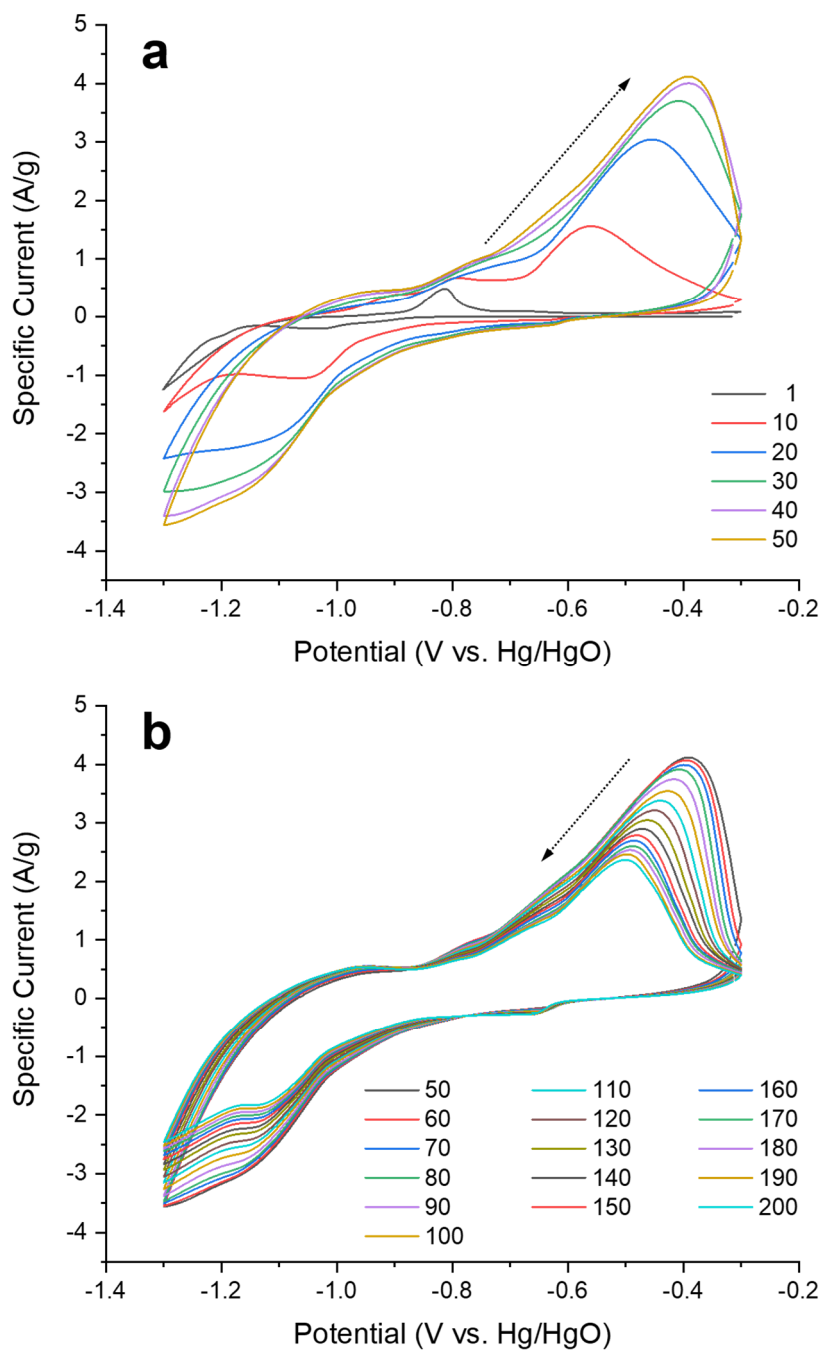 a
5
4
3
2
1
0
-1
-2
-3
-4
Specific Current (A/g)
1
10
20
30
40
50
-1.4 -1.2 -1.0 -0.8 -0.6 -0.4 -0.2
Potential (V vs. Hg/HgO)
b
5
4
3
2
1
0
-1
-2
-3
-4
Specific Current (A/g)
50 110 160
60 120 170
70 130 180
80 140 190
90 150 200
100
-1.4 -1.2 -1.0 -0.8 -0.6 -0.4 -0.2
Potential (V vs. Hg/HgO)